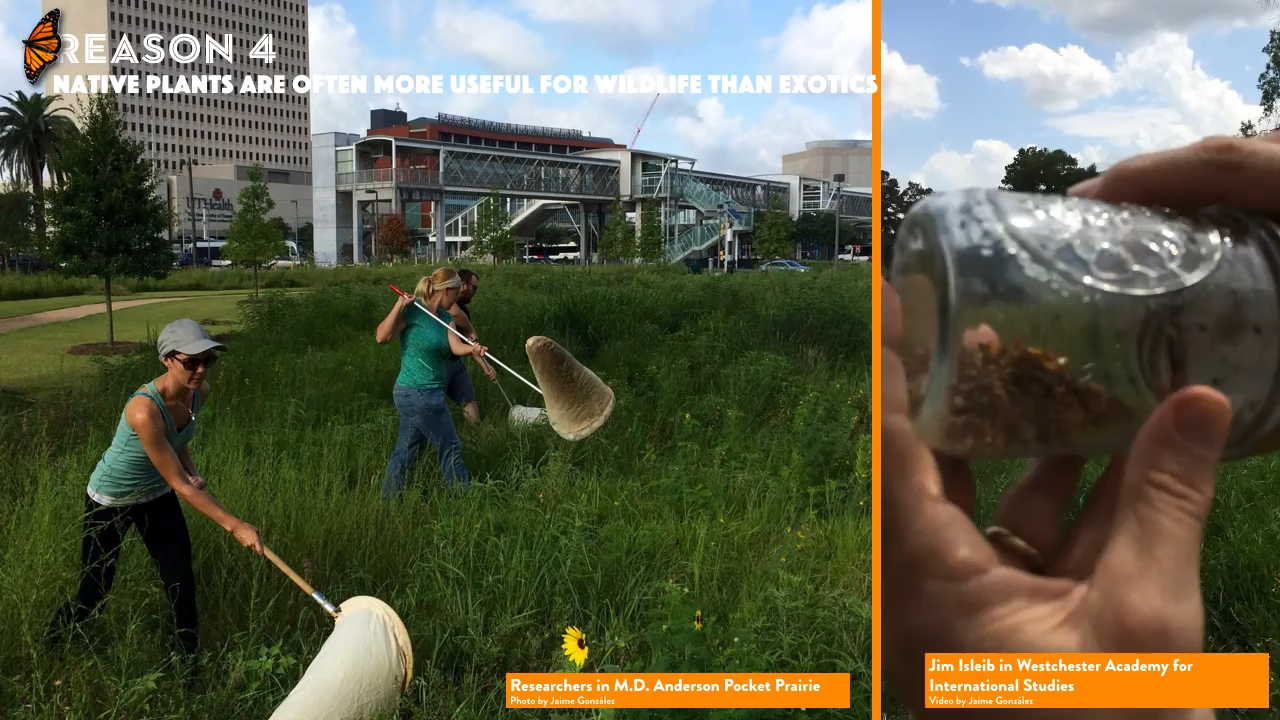 REASON 4
NATIVE PLANTS ARE OFTEN MORE USEFUL FOR WILDLIFE THAN EXOTICS
UTHealth
Researchers in M.D. Anderson Pocket Prairie
Photo by Jaime González
Jim Isleib in Westchester Academy for
International Studies
Video by Jaime González